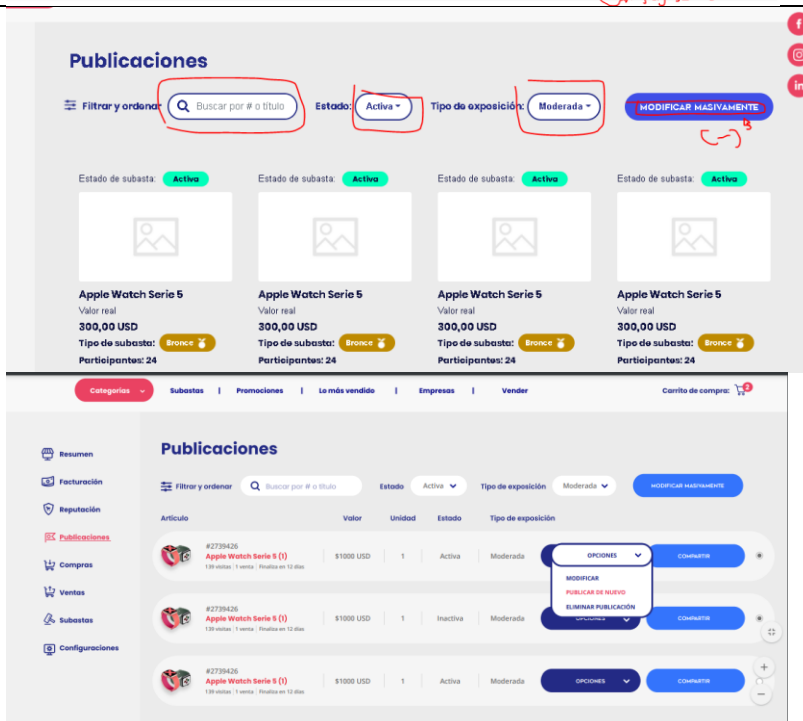 Publicaciones
Filtrar y ordenar Buscar por # o título Estado: Activa Tipo de exposición: Moderada MODIFICAR MASIVAMENTE
Estado de subasta: Activa Estado de subasta: Activa Estado de subasta: Activa Estado de subasta: Activa
Apple Watch Serie 5 Apple Watch Serie 5 Apple Watch Serie 5 Apple Watch Serie 5
Valor real Valor real Valor real Valor real
300,00 USD 300,00 USD 300,00 USD 300,00 USD
Tipo de subasta: Bronce Tipo de subasta: Bronce Tipo de subasta: Bronce Tipo de subasta: Bronce
Participantes: 24 Participantes: 24 Participantes: 24 Participantes: 24
Categorías Subastas | Promociones | Lo más vendido | Empresas | Vender Carrito de compra: 2
Resumen
Facturación
Reputación
Publicaciones
Compras
Ventas
Subastas
Configuraciones
Publicaciones
Filtrar y ordenar Buscar por # o título Estado Activa Tipo de exposición Moderada MODIFICAR MASIVAMENTE
Artículo Valor Unidad Estado Tipo de exposición
#2739426
Apple Watch Serie 5 (1) $1000 USD 1 Activa Moderada OPCIONES COMPARTIR
139 visitas | 1 venta | Finaliza en 12 días
MODIFICAR
PUBLICAR DE NUEVO
ELIMINAR PUBLICACIÓN
#2739426
Apple Watch Serie 5 (1) $1000 USD 1 Inactiva Moderada OPCIONES COMPARTIR
139 visitas | 1 venta | Finaliza en 12 días
#2739426
Apple Watch Serie 5 (1) $1000 USD 1 Activa Moderada OPCIONES COMPARTIR
139 visitas | 1 venta | Finaliza en 12 días